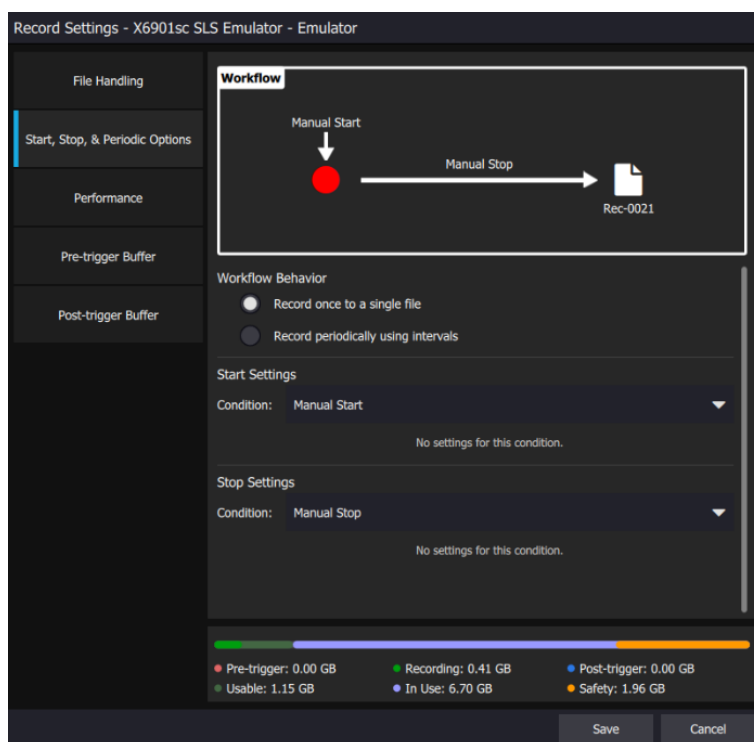 Record Settings - X6901sc SLS Emulator - Emulator
File Handling
Start, Stop, & Periodic Options
Performance
Pre-trigger Buffer
Post-trigger Buffer
Workflow
Manual Start
Manual Stop
Rec-0021
Workflow Behavior
Record once to a single file
Record periodically using intervals
Start Settings
Condition: Manual Start
No settings for this condition.
Stop Settings
Condition: Manual Stop
No settings for this condition.
Pre-trigger: 0.00 GB Recording: 0.41 GB Post-trigger: 0.00 GB
Usable: 1.15 GB In Use: 6.70 GB Safety: 1.96 GB
Save Cancel